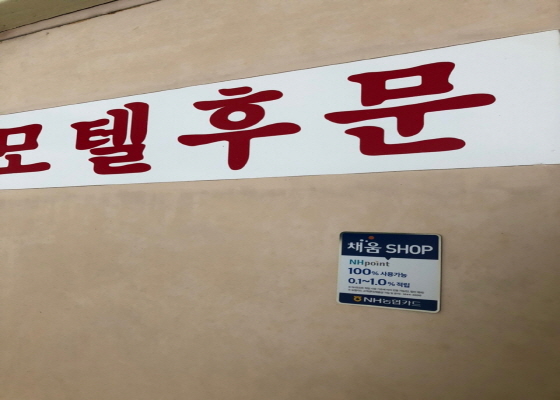 모텔후문
채움 SHOP
NHpoint
100% 사용가능
0.1~1.0% 적립
NH농협카드